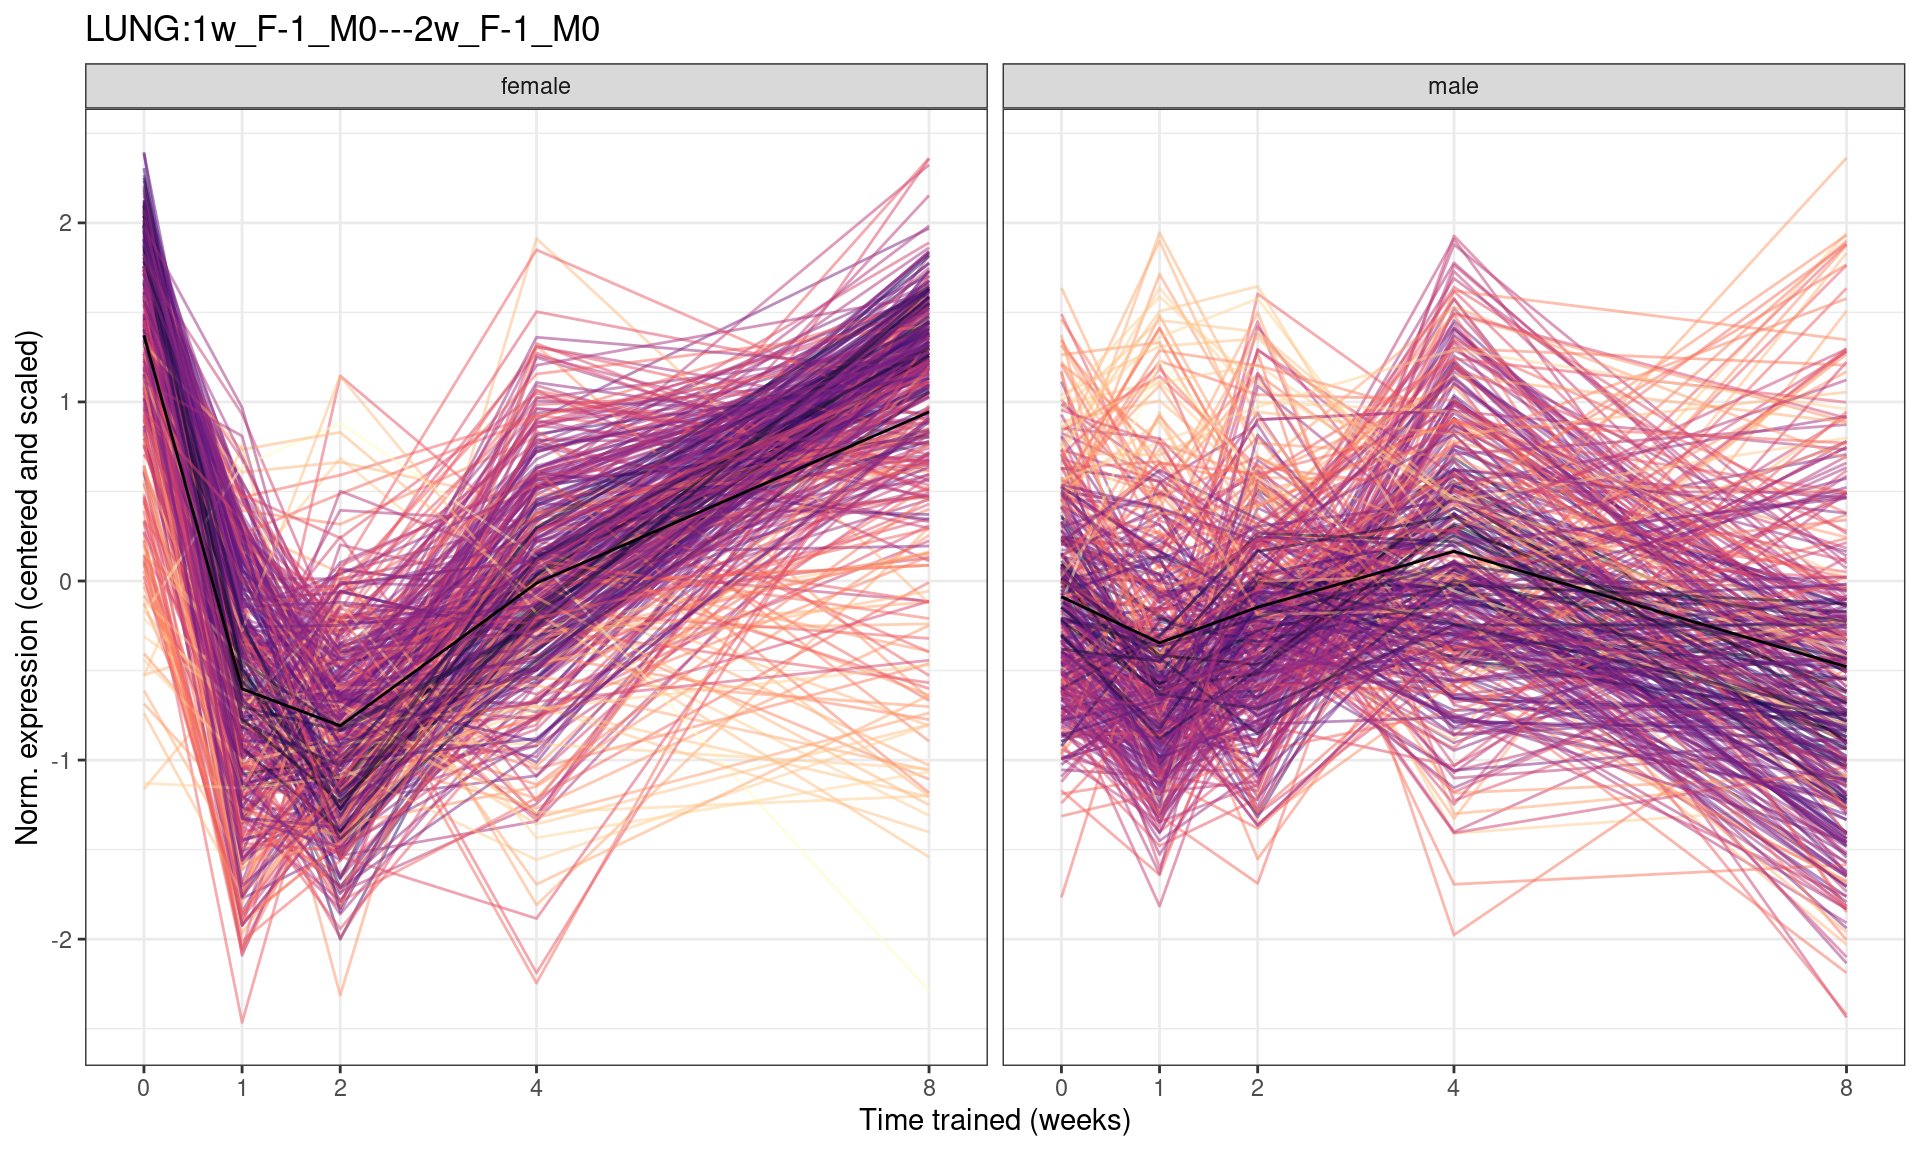 LUNG:1w_F-1_M0---2w_F-1_M0
female
male
Norm. expression (centered and scaled)
2
1
0
-1
-2
0 1 2 4 8
0 1 2 4 8
Time trained (weeks)